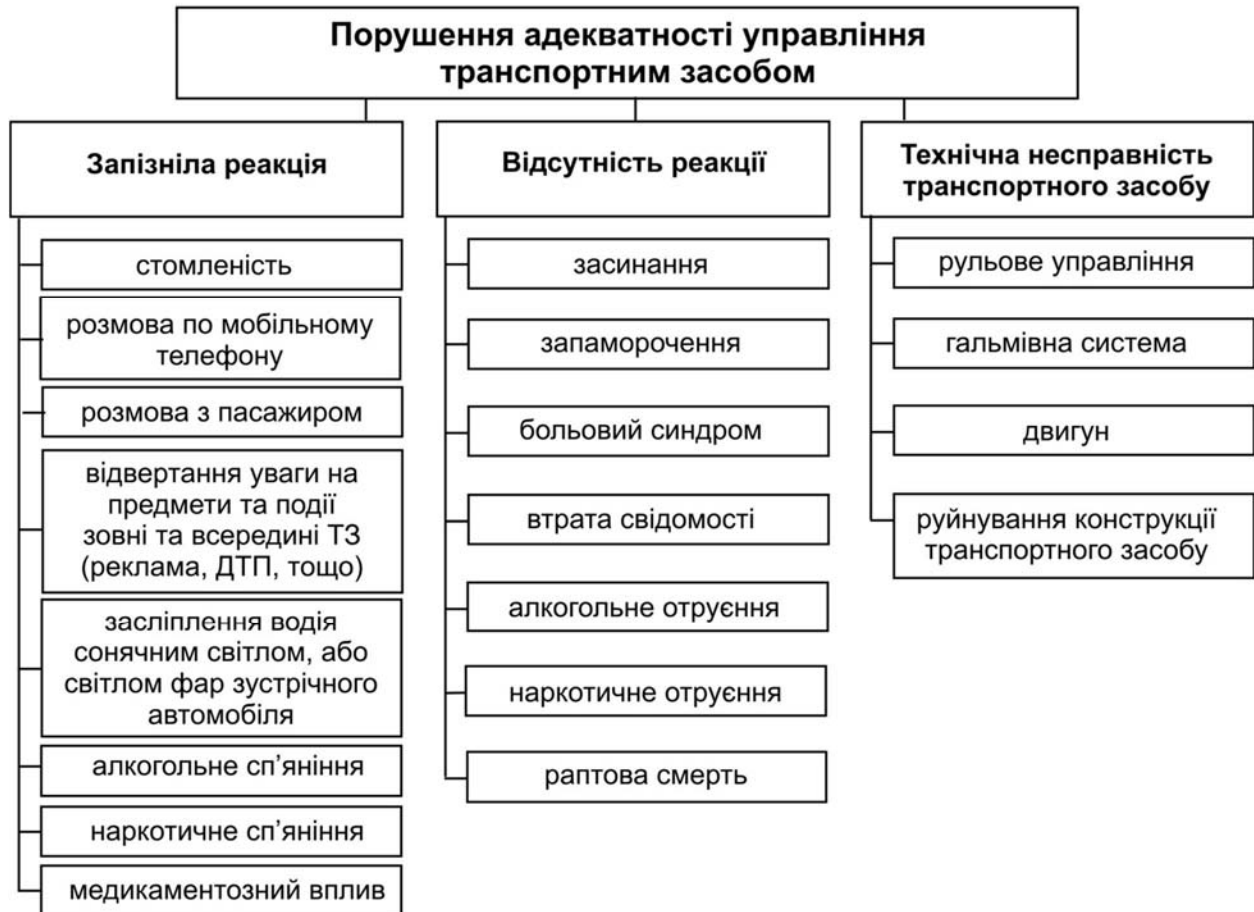 Порушення адекватності управління
транспортним засобом
Запізніла реакція
стомленість
розмова по мобільному
телефону
розмова з пасажиром
відвертання уваги на
предмети та події
зовні та всередині ТЗ
(реклама, ДТП, тощо)
засліплення водія
сонячним світлом, або
світлом фар зустрічного
автомобіля
алкогольне сп’яніння
наркотичне сп’яніння
медикаментозний вплив
Відсутність реакції
засинання
запаморочення
больовий синдром
втрата свідомості
алкогольне отруєння
наркотичне отруєння
раптова смерть
Технічна несправність
транспортного засобу
рульове управління
гальмівна система
двигун
руйнування конструкції
транспортного засобу